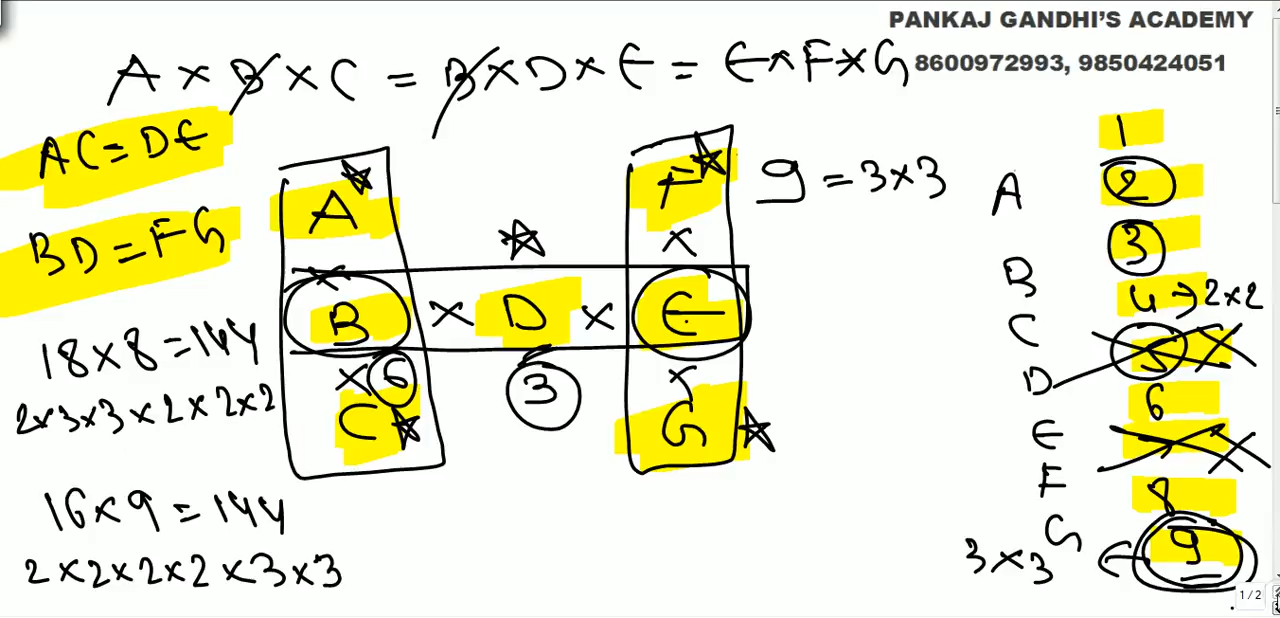 PANKAJ GANDHI'S ACADEMY
8600972993, 9850424051
A × B × C = B × D × E = E × F × G
AC = DE
BD = FG
18 × 8 = 144
2 × 3 × 3 × 2 × 2 × 2
16 × 9 = 144
2 × 2 × 2 × 2 × 3 × 3
A
×
B × D × E
× 6
C
3
F
×
×
G
9 = 3 × 3
A
B
C
D
E
F
G
1
2
3
4 → 2 × 2
5
6
8
9
3 × 3
1/2